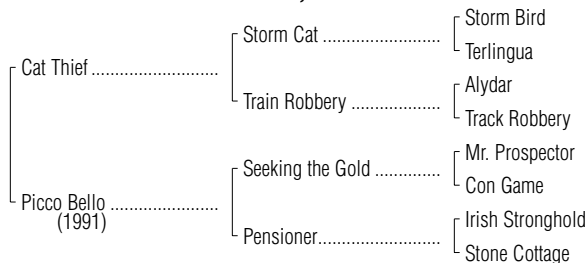 Storm Bird
Storm Cat ........................
Terlingua
Cat Thief ..........................
Alydar
Train Robbery ..................
Track Robbery
Mr. Prospector
Seeking the Gold .............
Con Game
Picco Bello ......................
(1991)
Irish Stronghold
Pensioner.........................
Stone Cottage